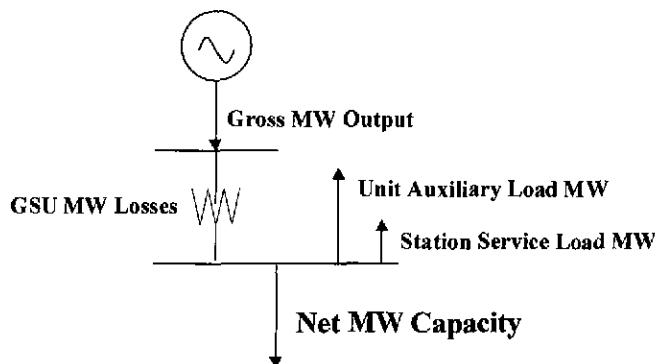 Gross MW Output
GSU MW Losses
Unit Auxiliary Load MW
Station Service Load MW
Net MW Capacity